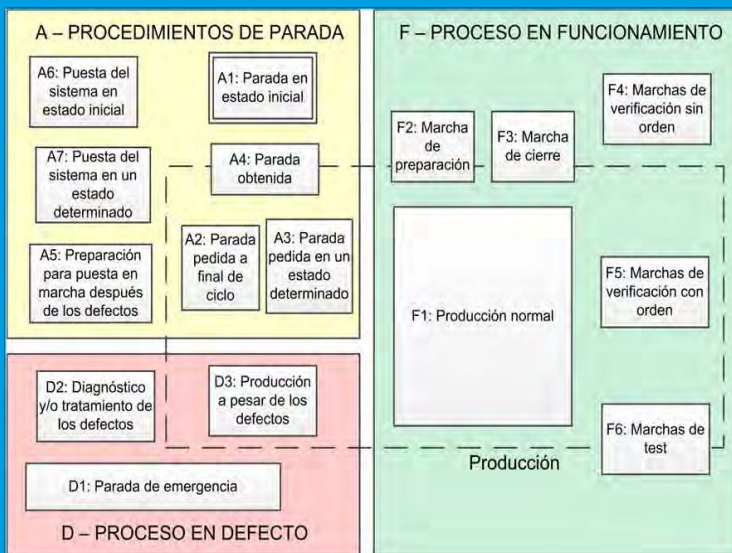 A – PROCEDIMIENTOS DE PARADA
A6: Puesta del
sistema en
estado inicial
A1: Parada en
estado inicial
A7: Puesta del
sistema en un
estado
determinado
A4: Parada
obtenida
A5: Preparación
para puesta en
marcha después
de los defectos
A2: Parada
pedida a
final de
ciclo
A3: Parada
pedida en un
estado
determinado
D2: Diagnóstico
y/o tratamiento de
los defectos
D3: Producción
a pesar de los
defectos
D1: Parada de emergencia
D – PROCESO EN DEFECTO
F – PROCESO EN FUNCIONAMIENTO
F2: Marcha
de
preparación
F3: Marcha
de cierre
F4: Marchas
de
verificación sin
orden
F1: Producción normal
F5: Marchas
de
verificación con
orden
F6: Marchas de
test
Producción